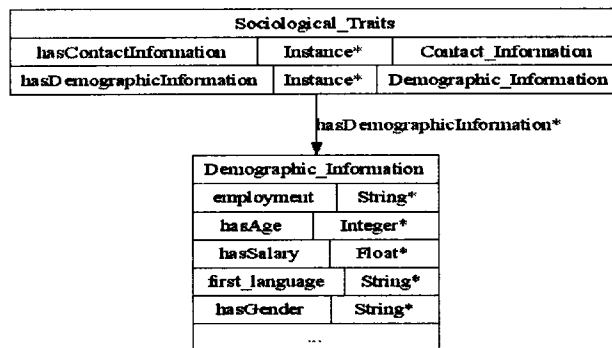 Sociological_Traits
hasContactInformation Instance* Contact_Information
hasDemographicInformation Instance* Demographic_Information
hasDemographicInformation*
Demographic_Information
employment String*
hasAge Integer*
hasSalary Float*
first_language String*
hasGender String*
...